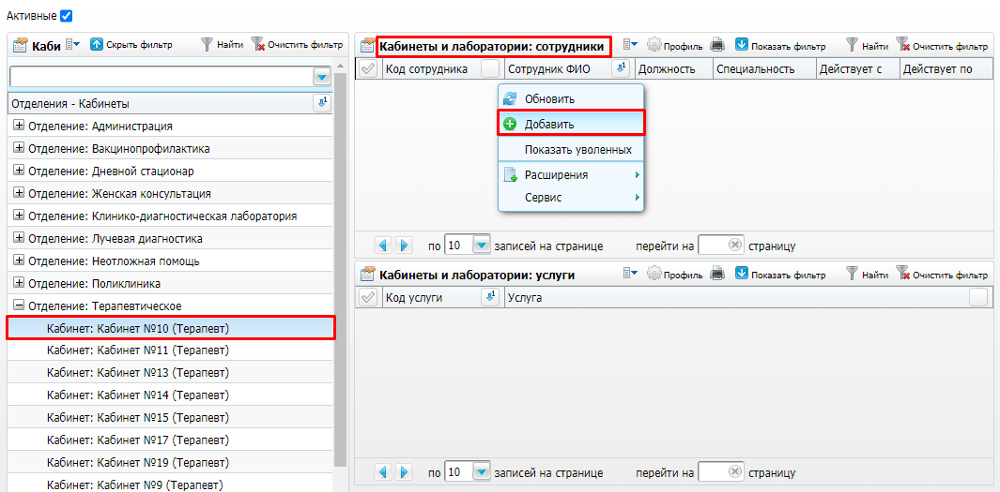 Активные
Каби Скрыть фильтр Найти Очистить фильтр
Отделения - Кабинеты
Отделение: Администрация
Отделение: Вакцинопрофилактика
Отделение: Дневной стационар
Отделение: Женская консультация
Отделение: Клинико-диагностическая лаборатория
Отделение: Лучевая диагностика
Отделение: Неотложная помощь
Отделение: Поликлиника
Отделение: Терапевтическое
Кабинет: Кабинет №10 (Терапевт)
Кабинет: Кабинет №11 (Терапевт)
Кабинет: Кабинет №13 (Терапевт)
Кабинет: Кабинет №14 (Терапевт)
Кабинет: Кабинет №15 (Терапевт)
Кабинет: Кабинет №17 (Терапевт)
Кабинет: Кабинет №19 (Терапевт)
Кабинет: Кабинет №9 (Терапевт)
Кабинеты и лаборатории: сотрудники Профиль Показать фильтр Найти Очистить фильтр
Код сотрудника Сотрудник ФИО Должность Специальность Действует с Действует по
Обновить
Добавить
Показать уволенных
Расширения
Сервис
по 10 записей на странице перейти на страницу
Кабинеты и лаборатории: услуги Профиль Показать фильтр Найти Очистить фильтр
Код услуги Услуга
по 10 записей на странице перейти на страницу